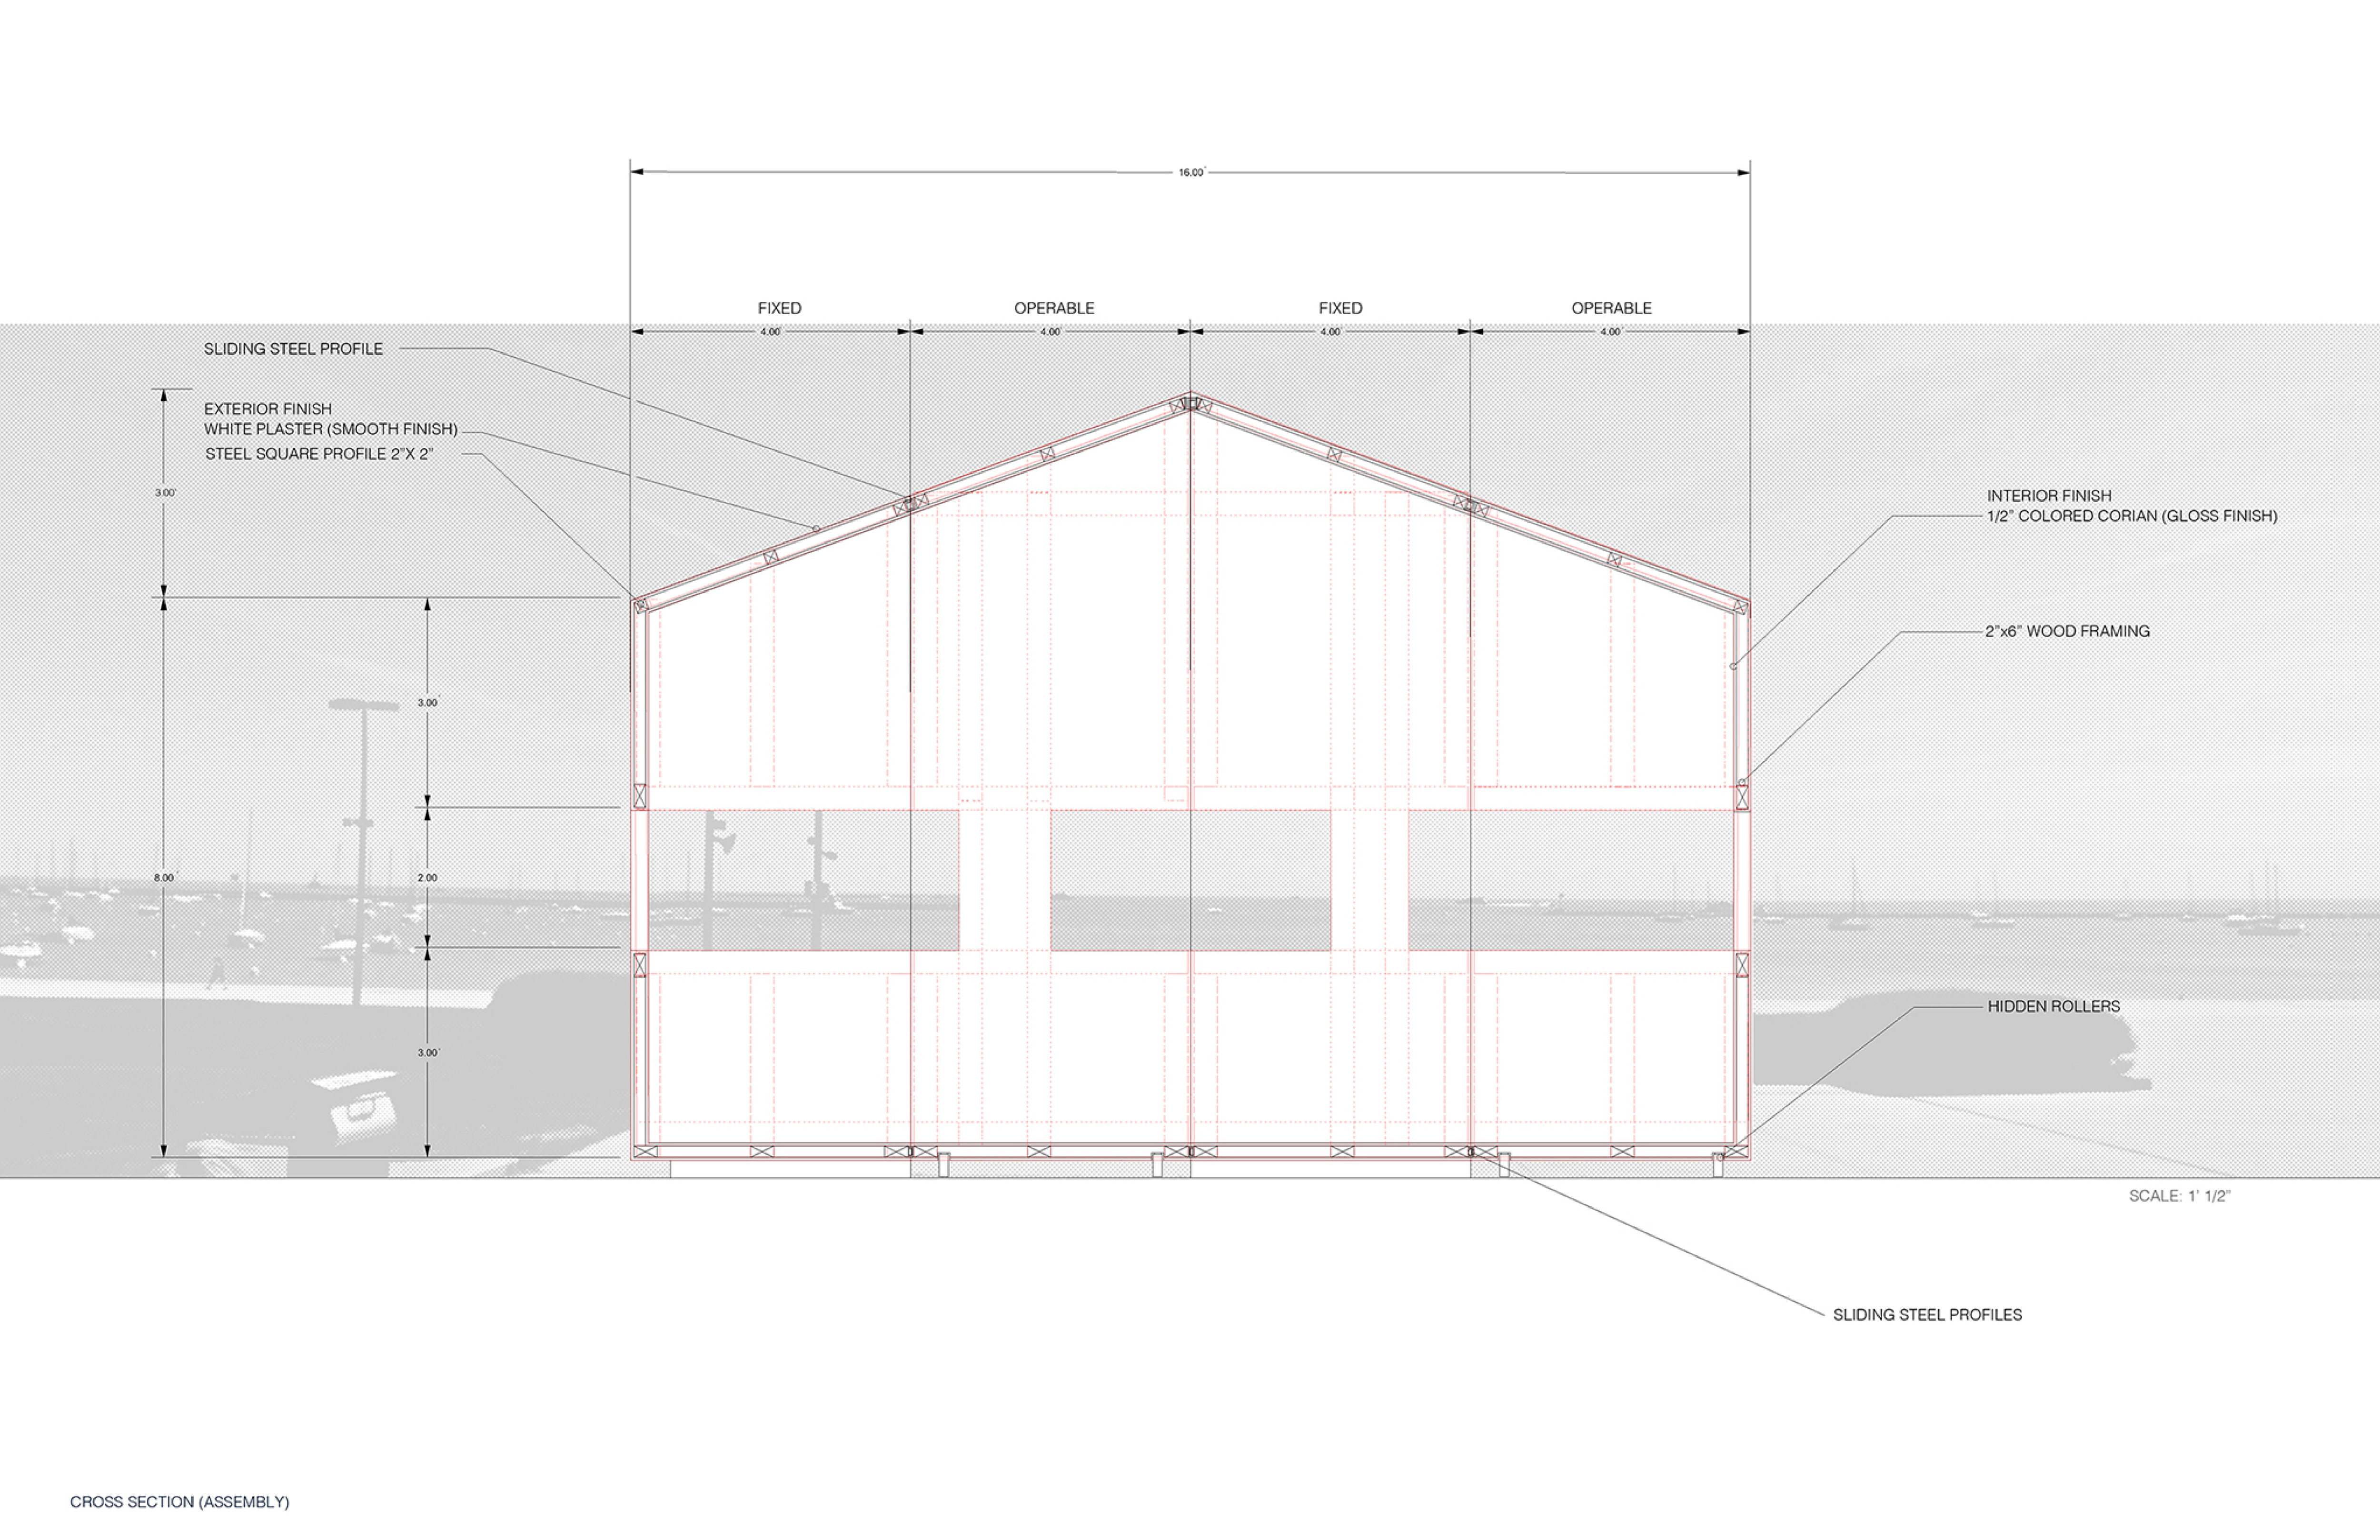 16.00'
FIXED
OPERABLE
FIXED
OPERABLE
4.00'
4.00'
4.00'
4.00'
SLIDING STEEL PROFILE
EXTERIOR FINISH
WHITE PLASTER (SMOOTH FINISH)
STEEL SQUARE PROFILE 2"X 2"
3.00'
INTERIOR FINISH
1/2" COLORED CORIAN (GLOSS FINISH)
2"x6" WOOD FRAMING
3.00'
8.00'
2.00
HIDDEN ROLLERS
3.00'
SCALE: 1' 1/2"
SLIDING STEEL PROFILES
CROSS SECTION (ASSEMBLY)